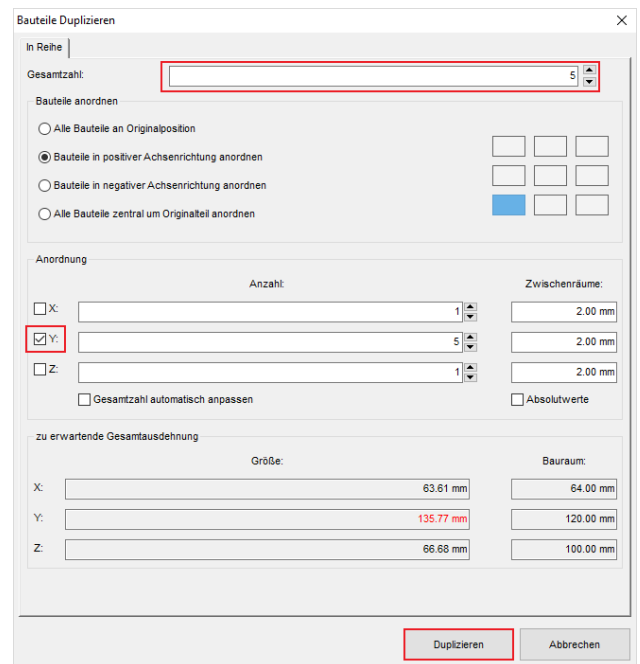 Bauteile Duplizieren
In Reihe
Gesamtzahl: 5
Bauteile anordnen
Alle Bauteile an Originalposition
Bauteile in positiver Achsenrichtung anordnen
Bauteile in negativer Achsenrichtung anordnen
Alle Bauteile zentral um Originalteil anordnen
Anordnung
Anzahl: Zwischenräume:
X: 1 2.00 mm
Y: 5 2.00 mm
Z: 1 2.00 mm
Gesamtzahl automatisch anpassen Absolutwerte
zu erwartende Gesamtausdehnung
Größe: Bauraum:
X: 63.61 mm 64.00 mm
Y: 135.77 mm 120.00 mm
Z: 66.68 mm 100.00 mm
Duplizieren Abbrechen